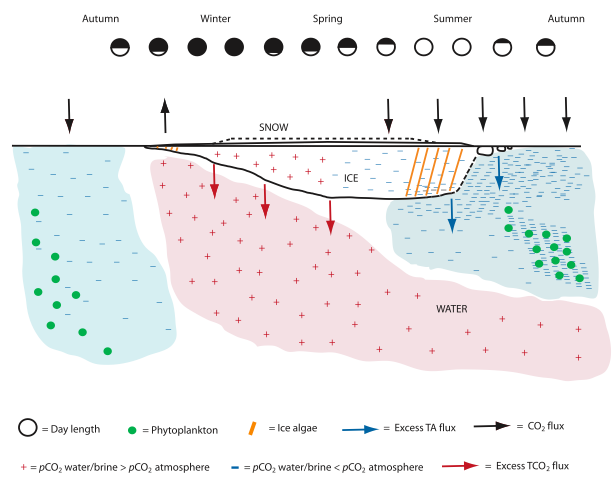 Autumn Winter Spring Summer Autumn
SNOW
ICE
WATER
= Day length = Phytoplankton = Ice algae = Excess TA flux = CO₂ flux
+ = pCO₂ water/brine > pCO₂ atmosphere − = pCO₂ water/brine < pCO₂ atmosphere = Excess TCO₂ flux